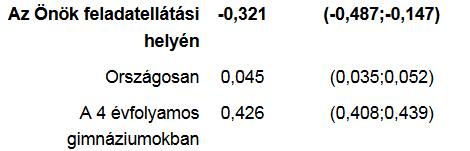 Az Önök feladatellátási helyén -0,321 (-0,487;-0,147)
Országosan 0,045 (0,035;0,052)
A 4 évfolyamos gimnáziumokban 0,426 (0,408;0,439)